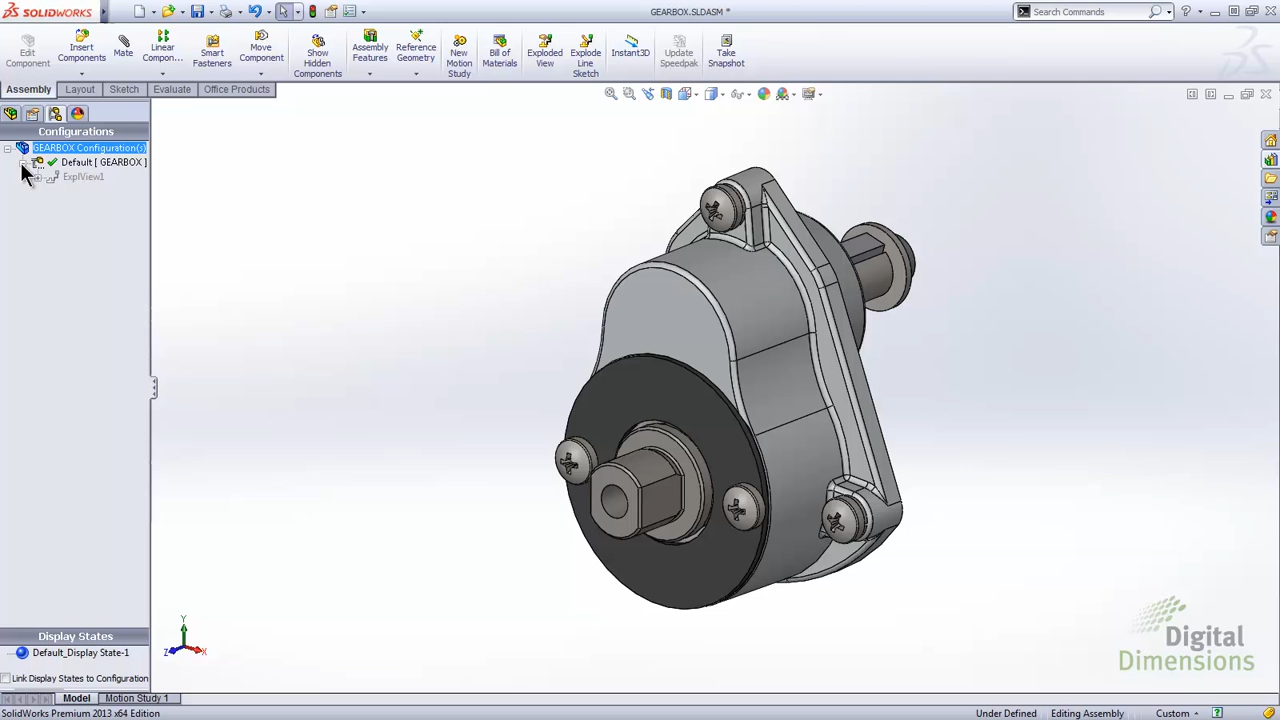 SOLIDWORKS
GEARBOX.SLDASM *
Search Commands
?
Edit
Component
Insert
Components
Mate
Linear
Compon...
Smart
Fasteners
Move
Component
Show
Hidden
Components
Assembly
Features
Reference
Geometry
New
Motion
Study
Bill of
Materials
Exploded
View
Explode
Line
Sketch
Instant3D
Update
Speedpak
Take
Snapshot
Assembly
Layout
Sketch
Evaluate
Office Products
Configurations
GEARBOX Configuration(s)
Default [ GEARBOX ]
ExplView1
Y
Z
X
Display States
Default_Display State-1
Link Display States to Configuration
Digital
Dimensions
Model
Motion Study 1
SolidWorks Premium 2013 x64 Edition
Under Defined
Editing Assembly
Custom
?